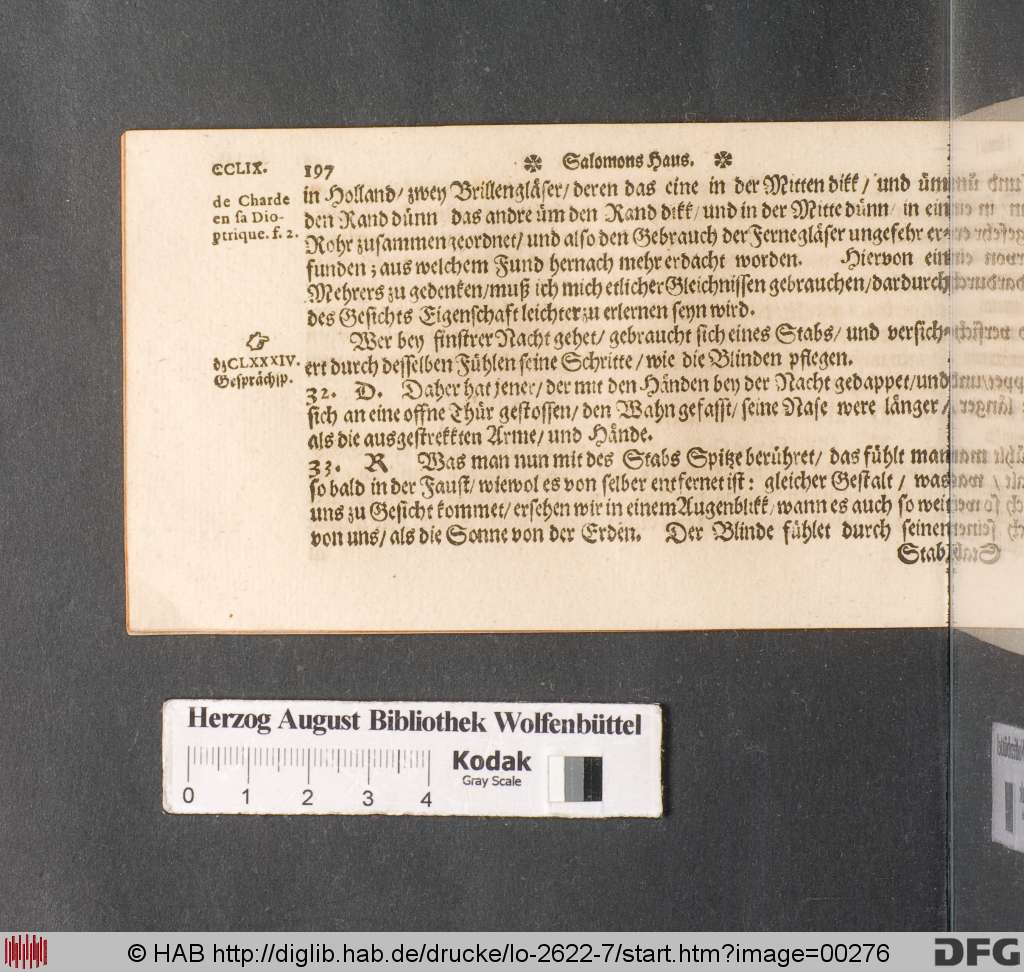 CCLIX. 197 Salomons Haus.
de Charde
en ſa Dio-
ptrique. f. 2.
in Holland/ zwey Brillengläſer/ deren das eine in der Mitten dikk/ und üm
den Rand dünn das andre üm den Rand dikk/ und in der Mitte dünn/ in ein
Rohr zuſammen geordnet/ und alſo den Gebrauch der Fernegläſer ungefehr er-
funden; aus welchem Fund hernach mehr erdacht worden. Hiervon ein
Mehrers zu gedenken/ muß ich mich etlicher Gleichniſſen gebrauchen/ dardurch
des Geſichts Eigenſchaft leichter zu erlernen ſeyn wird.
☞
dz CLXXXIV.
Geſprächſp.
Wer bey finſtrer Nacht gehet/ gebraucht ſich eines Stabs/ und verſich-
ert durch deſſelben Fühlen ſeine Schritte/ wie die Blinden pflegen.
32. D. Daher hat jener/ der mit den Händen bey der Nacht gedappet/ und
ſich an eine offne Thür geſtoſſen/ den Wahn gefaſſt/ ſeine Naſe were länger/
als die ausgeſtrekkten Arme/ und Hände.
33. R Was man nun mit des Stabs Spitze berühret/ das fühlt man
ſo bald in der Fauſt/ wiewol es von ſelber entfernet iſt: gleicher Geſtalt/ was
uns zu Geſicht kommet/ erſehen wir in einem Augenblikk/ wann es auch ſo weit
von uns/ als die Sonne von der Erden. Der Blinde fühlet durch ſeinen
Stab/
Herzog August Bibliothek Wolfenbüttel
0 1 2 3 4
Kodak
Gray Scale
© HAB http://diglib.hab.de/drucke/lo-2622-7/start.htm?image=00276
DFG